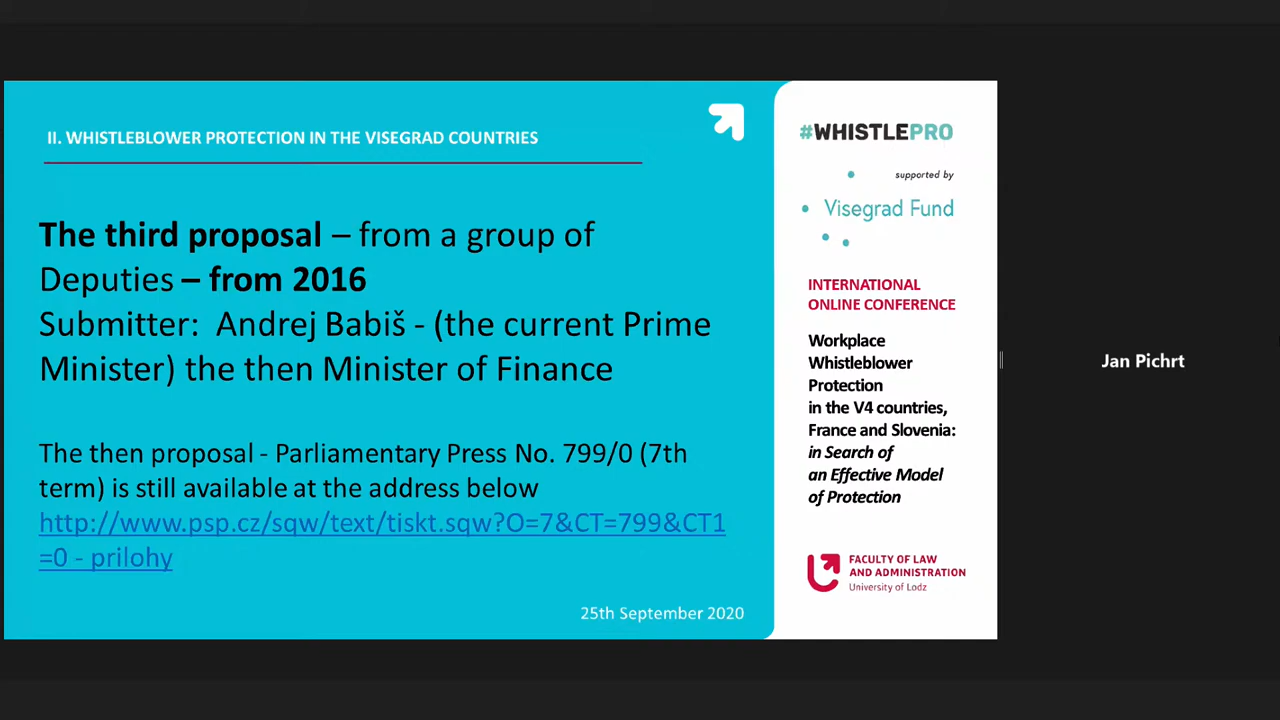 II. WHISTLEBLOWER PROTECTION IN THE VISEGRAD COUNTRIES
The third proposal – from a group of
Deputies – from 2016
Submitter:  Andrej Babiš - (the current Prime
Minister) the then Minister of Finance
The then proposal - Parliamentary Press No. 799/0 (7th
term) is still available at the address below
http://www.psp.cz/sqw/text/tiskt.sqw?O=7&CT=799&CT1
=0 - prilohy
25th September 2020
#WHISTLEPRO
supported by
Visegrad Fund
INTERNATIONAL
ONLINE CONFERENCE
Workplace
Whistleblower
Protection
in the V4 countries,
France and Slovenia:
in Search of
an Effective Model
of Protection
FACULTY OF LAW
AND ADMINISTRATION
University of Lodz
Jan Pichrt